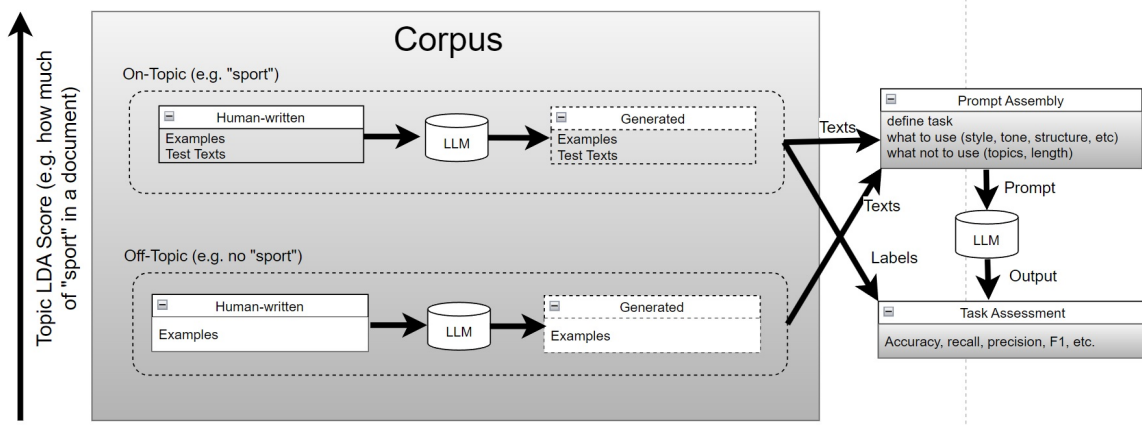 Topic LDA Score (e.g. how much
of "sport" in a document)
Corpus
On-Topic (e.g. "sport")
Human-written
Examples
Test Texts
LLM
Generated
Examples
Test Texts
Off-Topic (e.g. no "sport")
Human-written
Examples
LLM
Generated
Examples
Texts
Texts
Labels
Prompt Assembly
define task
what to use (style, tone, structure, etc)
what not to use (topics, length)
Prompt
LLM
Output
Task Assessment
Accuracy, recall, precision, F1, etc.